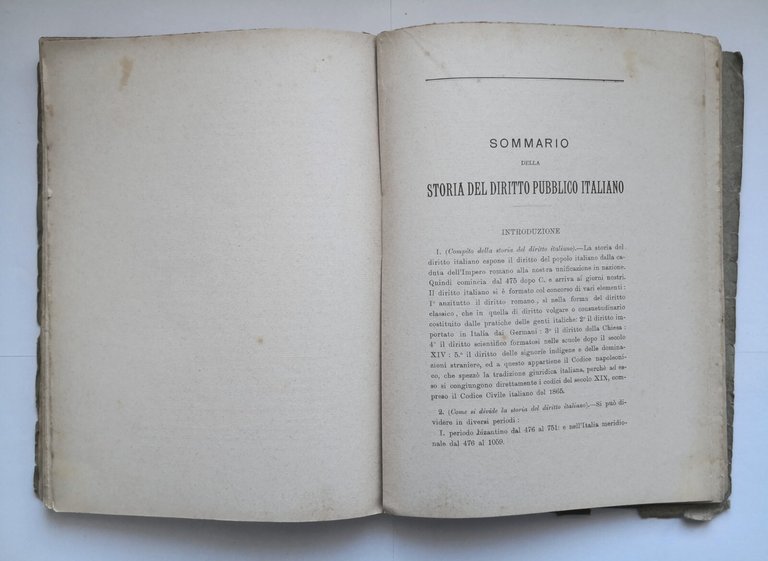 SOMMARIO
DELLA
STORIA DEL DIRITTO PUBBLICO ITALIANO
INTRODUZIONE
1. (Compito della storia del diritto italiano).—La storia del
diritto italiano espone il diritto del popolo italiano dalla ca-
duta dell'Impero romano alla nostra unificazione in nazione.
Quindi comincia dal 475 dopo C. e arriva ai giorni nostri.
Il diritto italiano si è formato col concorso di vari elementi:
1º anzitutto il diritto romano, sì nella forma del diritto
classico, che in quella di diritto volgare o consuetudinario
costituito dalle pratiche delle genti italiche: 2º il diritto im-
portato in Italia dai Germani: 3º il diritto della Chiesa:
4º il diritto scientifico formatosi nelle scuole dopo il secolo
XIV: 5.º il diritto delle signorie indigene e delle domina-
zioni straniere, ed a questo appartiene il Codice napoleoni-
co, che spezzò la tradizione giuridica italiana, perchè ad es-
so si congiungono direttamente i codici del secolo XIX, com-
preso il Codice Civile italiano del 1865.
2. (Come si divide la storia del diritto italiano).—Si può di-
videre in diversi periodi:
I. periodo bizantino dal 476 al 751: e nell'Italia meridio-
nale dal 476 al 1059.